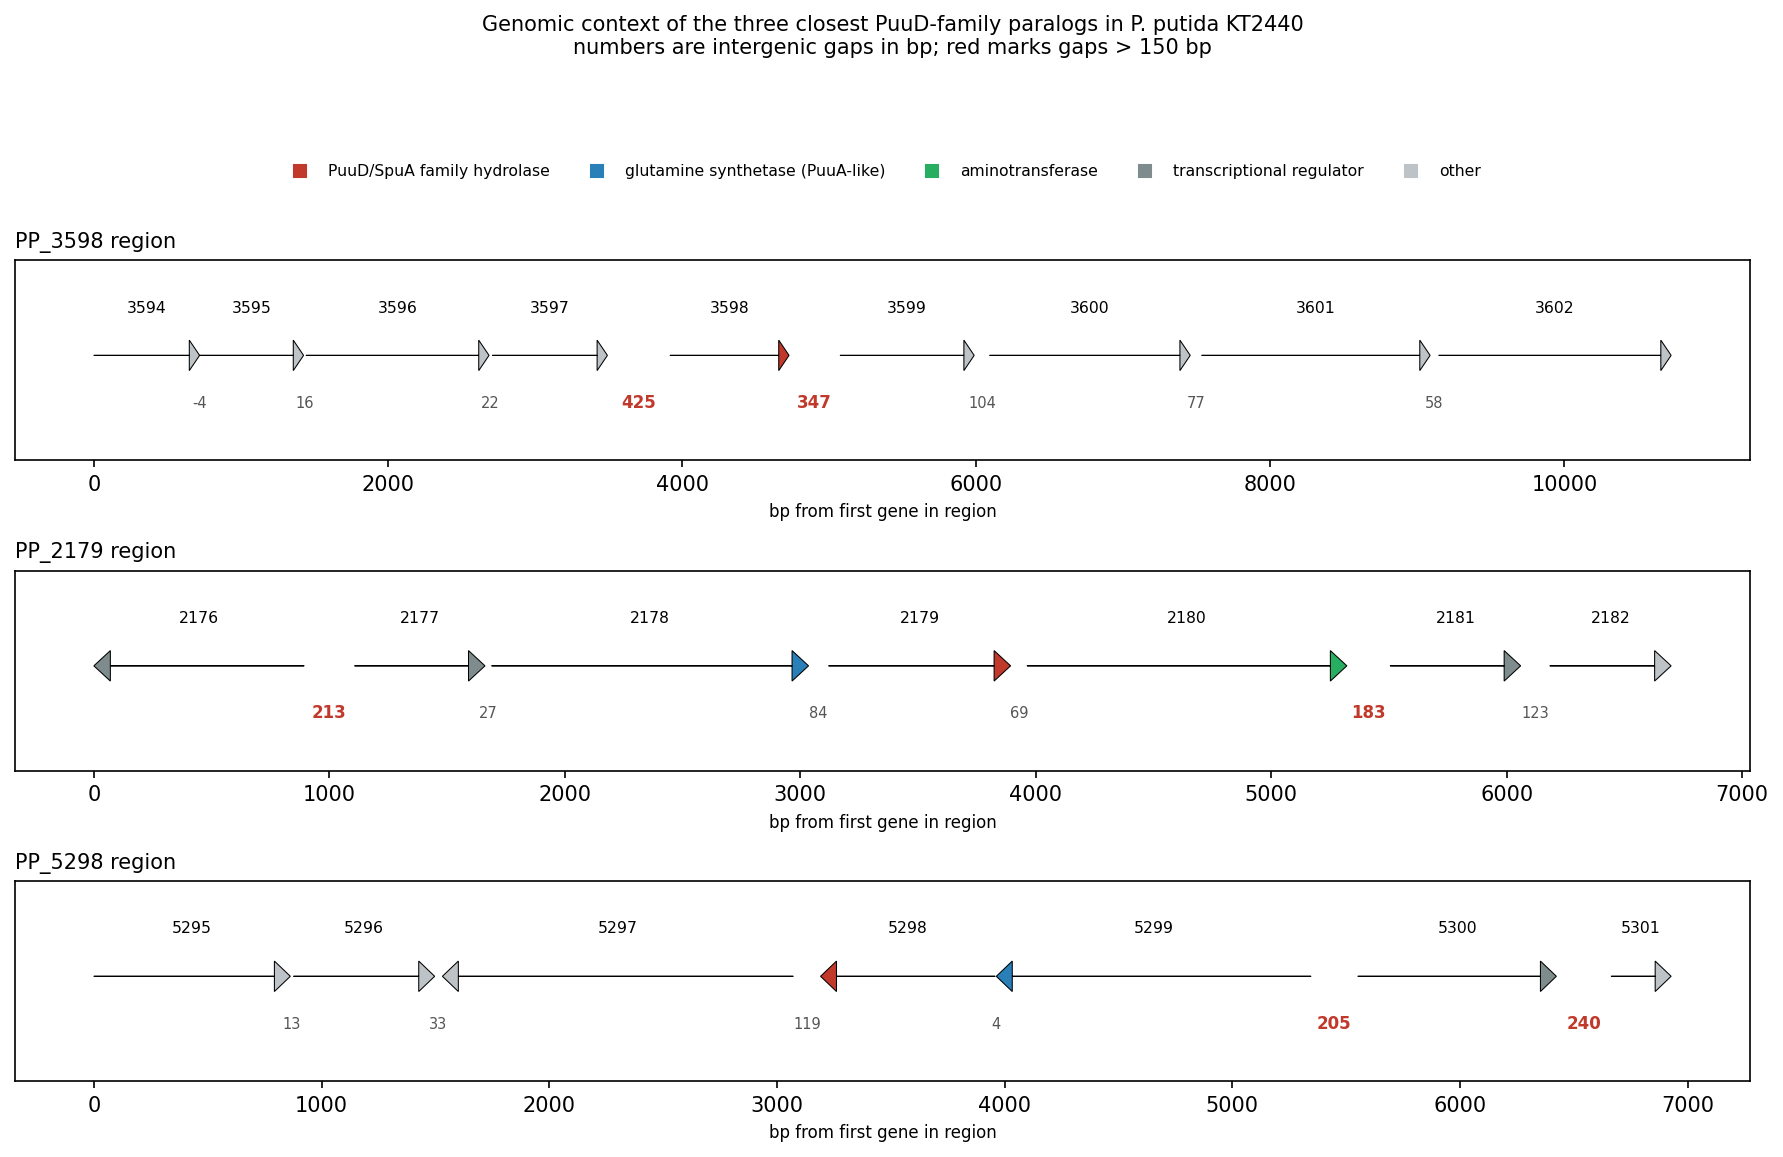 Genomic context of the three closest PuuD-family paralogs in P. putida KT2440
numbers are intergenic gaps in bp; red marks gaps > 150 bp
PuuD/SpuA family hydrolase glutamine synthetase (PuuA-like) aminotransferase transcriptional regulator other
PP_3598 region
3594 3595 3596 3597 3598 3599 3600 3601 3602
-4 16 22 425 347 104 77 58
0 2000 4000 6000 8000 10000
bp from first gene in region
PP_2179 region
2176 2177 2178 2179 2180 2181 2182
213 27 84 69 183 123
0 1000 2000 3000 4000 5000 6000 7000
bp from first gene in region
PP_5298 region
5295 5296 5297 5298 5299 5300 5301
13 33 119 4 205 240
0 1000 2000 3000 4000 5000 6000 7000
bp from first gene in region